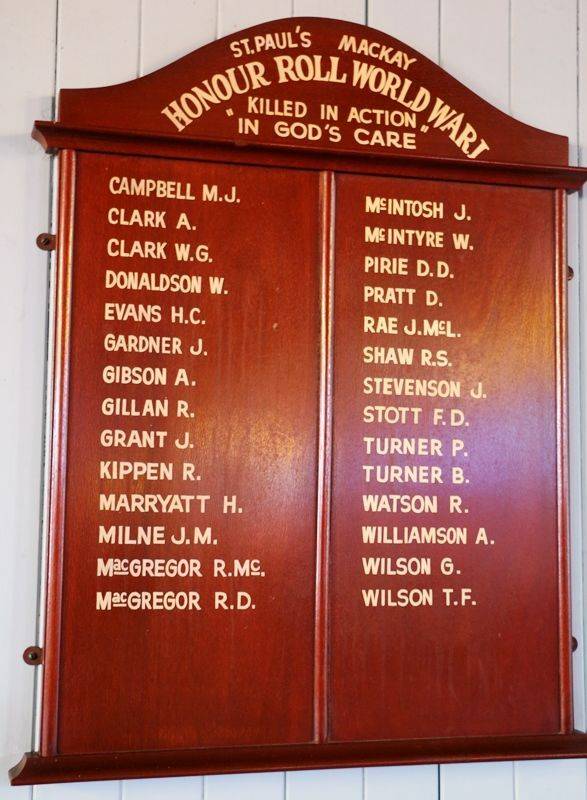 ST. PAUL'S MACKAY
HONOUR ROLL WORLD WAR I
"KILLED IN ACTION"
IN GOD'S CARE
CAMPBELL M.J.
CLARK A.
CLARK W.G.
DONALDSON W.
EVANS H.C.
GARDNER J.
GIBSON A.
GILLAN R.
GRANT J.
KIPPEN R.
MARRYATT H.
MILNE J.M.
MacGREGOR R.Mc.
MacGREGOR R.D.
McINTOSH J.
McINTYRE W.
PIRIE D.D.
PRATT D.
RAE J.McL.
SHAW R.S.
STEVENSON J.
STOTT F.D.
TURNER P.
TURNER B.
WATSON R.
WILLIAMSON A.
WILSON G.
WILSON T.F.